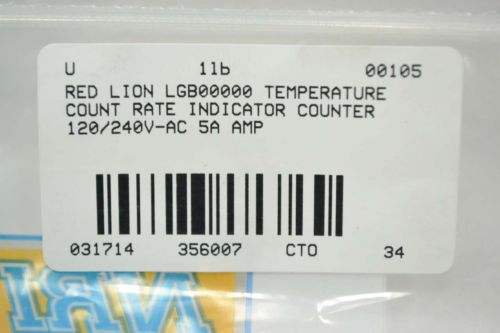 U 1lb 00105
RED LION LGB00000 TEMPERATURE
COUNT RATE INDICATOR COUNTER
120/240V-AC 5A AMP
031714 356007 CTO 34
NRI